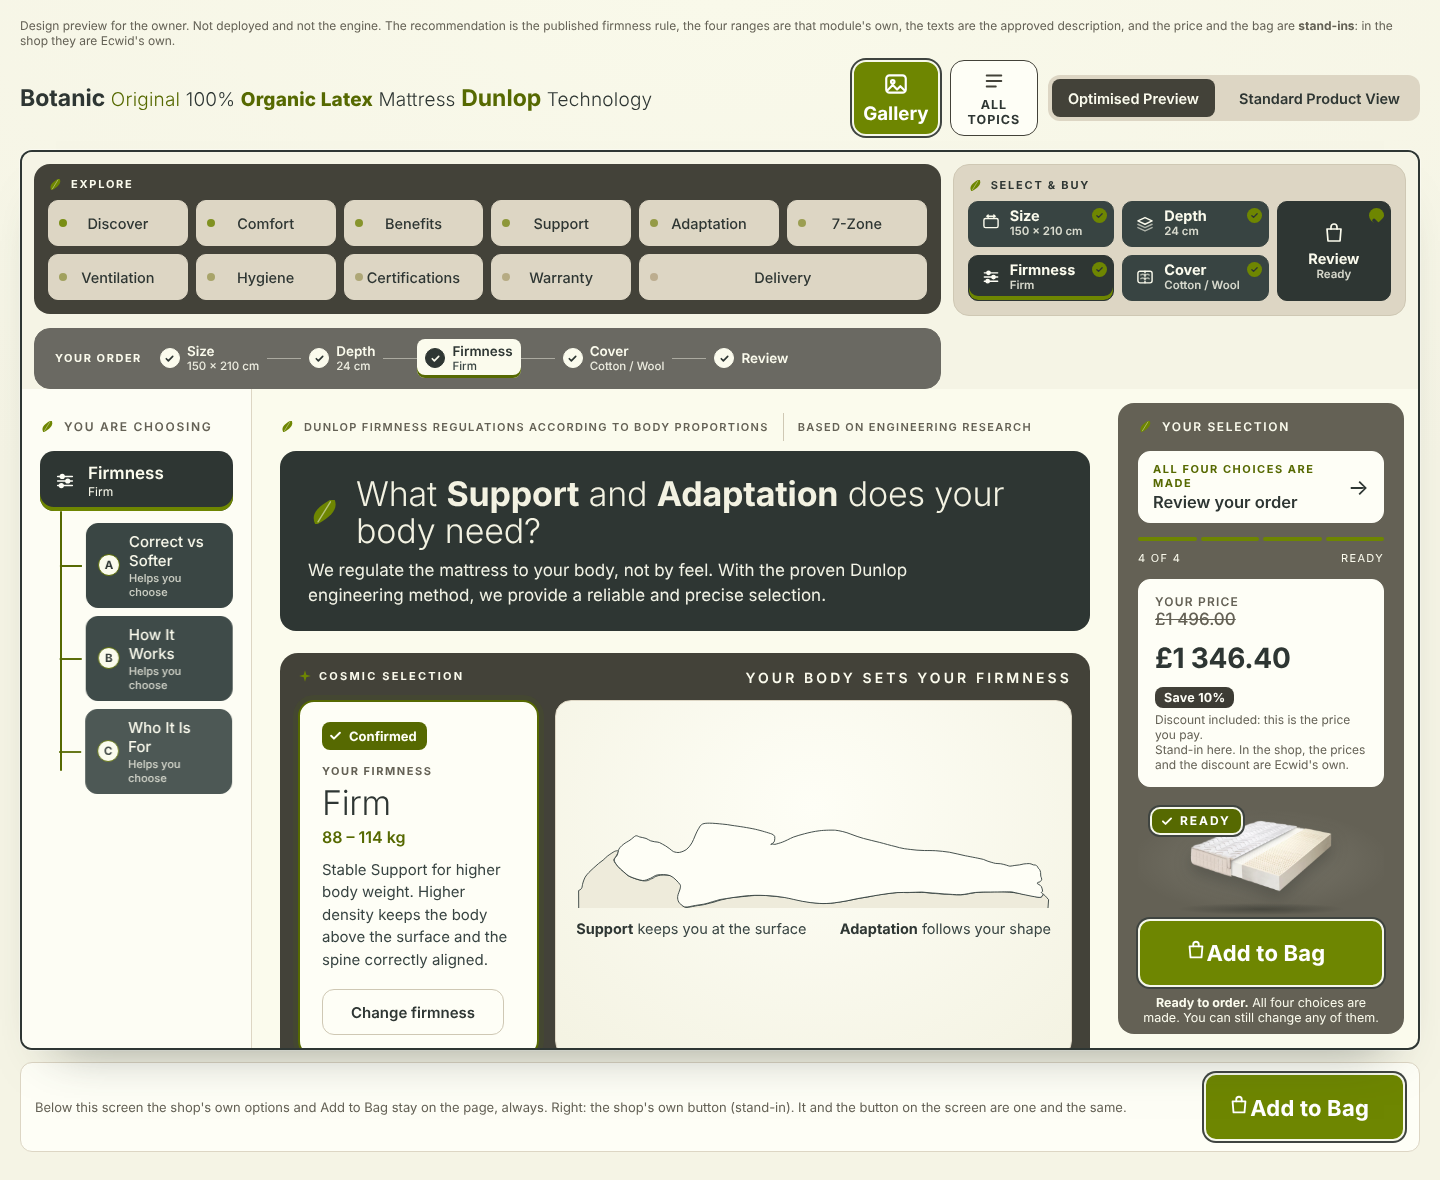 Design preview for the owner. Not deployed and not the engine. The recommendation is the published firmness rule, the four ranges are that module's own, the texts are the approved description, and the price and the bag are stand-ins: in the
shop they are Ecwid's own.
Botanic Original 100% Organic Latex Mattress Dunlop Technology
Gallery
ALL
TOPICS
Optimised Preview
Standard Product View
EXPLORE
Discover
Comfort
Benefits
Support
Adaptation
7-Zone
Ventilation
Hygiene
Certifications
Warranty
Delivery
SELECT & BUY
Size
150 × 210 cm
Depth
24 cm
Firmness
Firm
Cover
Cotton / Wool
Review
Ready
YOUR ORDER
Size
150 × 210 cm
Depth
24 cm
Firmness
Firm
Cover
Cotton / Wool
Review
YOU ARE CHOOSING
Firmness
Firm
A
Correct vs
Softer
Helps you
choose
B
How It
Works
Helps you
choose
C
Who It Is
For
Helps you
choose
DUNLOP FIRMNESS REGULATIONS ACCORDING TO BODY PROPORTIONS
BASED ON ENGINEERING RESEARCH
What Support and Adaptation does your
body need?
We regulate the mattress to your body, not by feel. With the proven Dunlop
engineering method, we provide a reliable and precise selection.
COSMIC SELECTION
YOUR BODY SETS YOUR FIRMNESS
Confirmed
YOUR FIRMNESS
Firm
88 – 114 kg
Stable Support for higher
body weight. Higher
density keeps the body
above the surface and the
spine correctly aligned.
Change firmness
Support keeps you at the surface
Adaptation follows your shape
YOUR SELECTION
ALL FOUR CHOICES ARE
MADE
Review your order
4 OF 4
READY
YOUR PRICE
£1 496.00
£1 346.40
Save 10%
Discount included: this is the price
you pay.
Stand-in here. In the shop, the prices
and the discount are Ecwid's own.
READY
Add to Bag
Ready to order. All four choices are
made. You can still change any of them.
Below this screen the shop's own options and Add to Bag stay on the page, always. Right: the shop's own button (stand-in). It and the button on the screen are one and the same.
Add to Bag